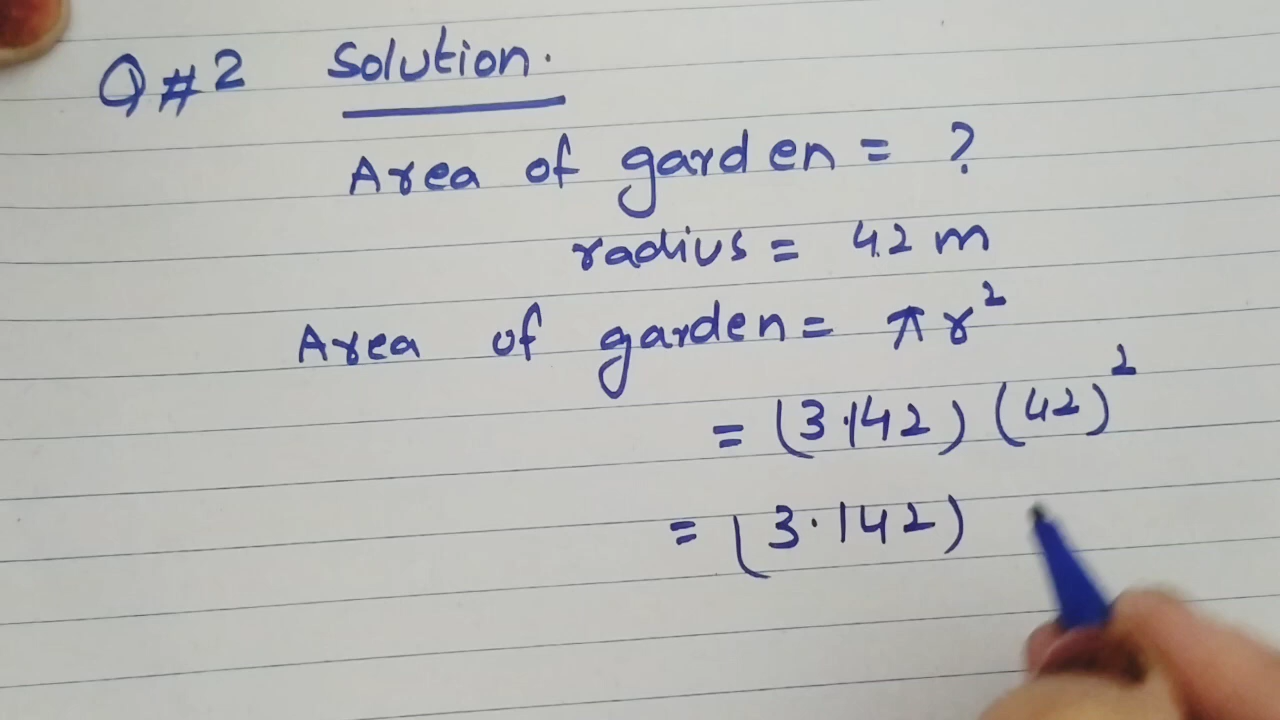 Q#2 Solution.
Area of garden = ?
radius = 42 m
Area of garden = πr²
= (3.142) (42)²
= (3.142)